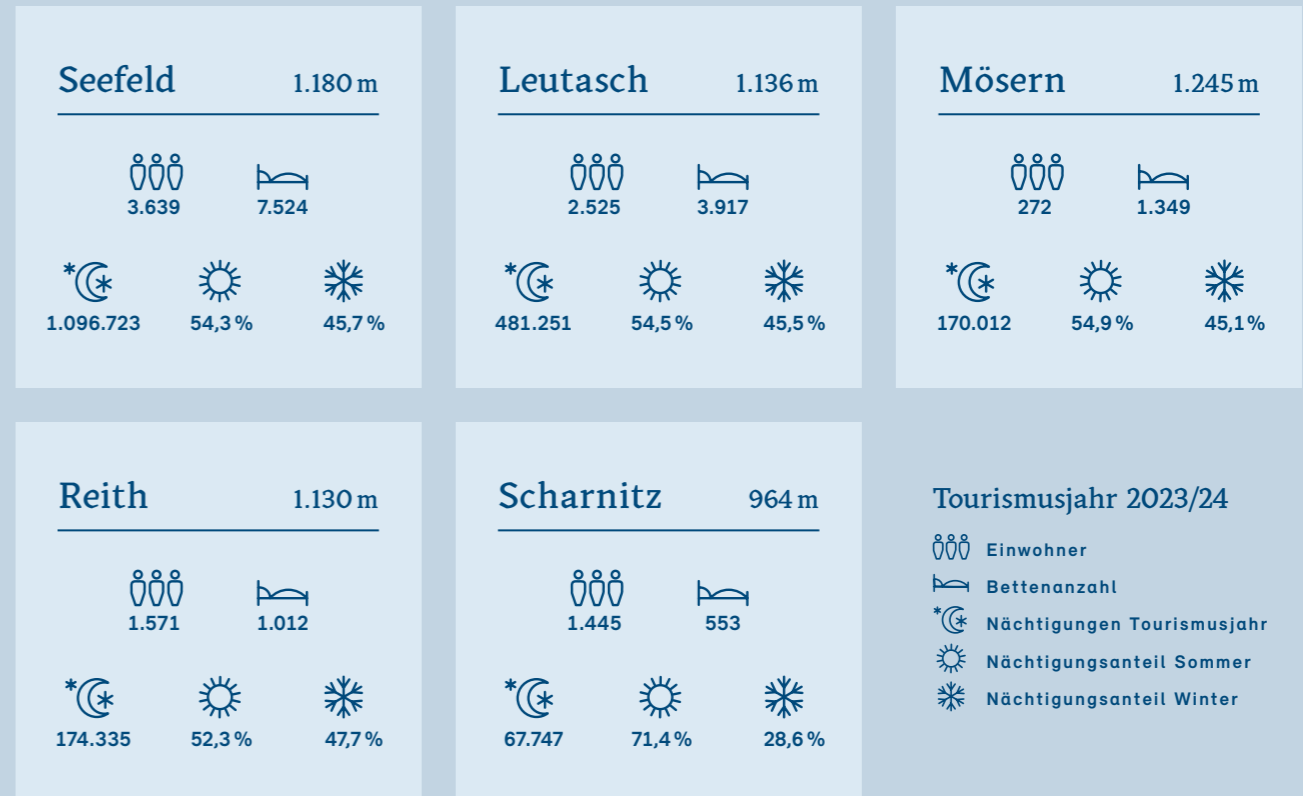 Seefeld 1.180 m
3.639 7.524
1.096.723 54,3 % 45,7 %
Leutasch 1.136 m
2.525 3.917
481.251 54,5 % 45,5 %
Mösern 1.245 m
272 1.349
170.012 54,9 % 45,1 %
Reith 1.130 m
1.571 1.012
174.335 52,3 % 47,7 %
Scharnitz 964 m
1.445 553
67.747 71,4 % 28,6 %
Tourismusjahr 2023/24
Einwohner
Bettenanzahl
Nächtigungen Tourismusjahr
Nächtigungsanteil Sommer
Nächtigungsanteil Winter